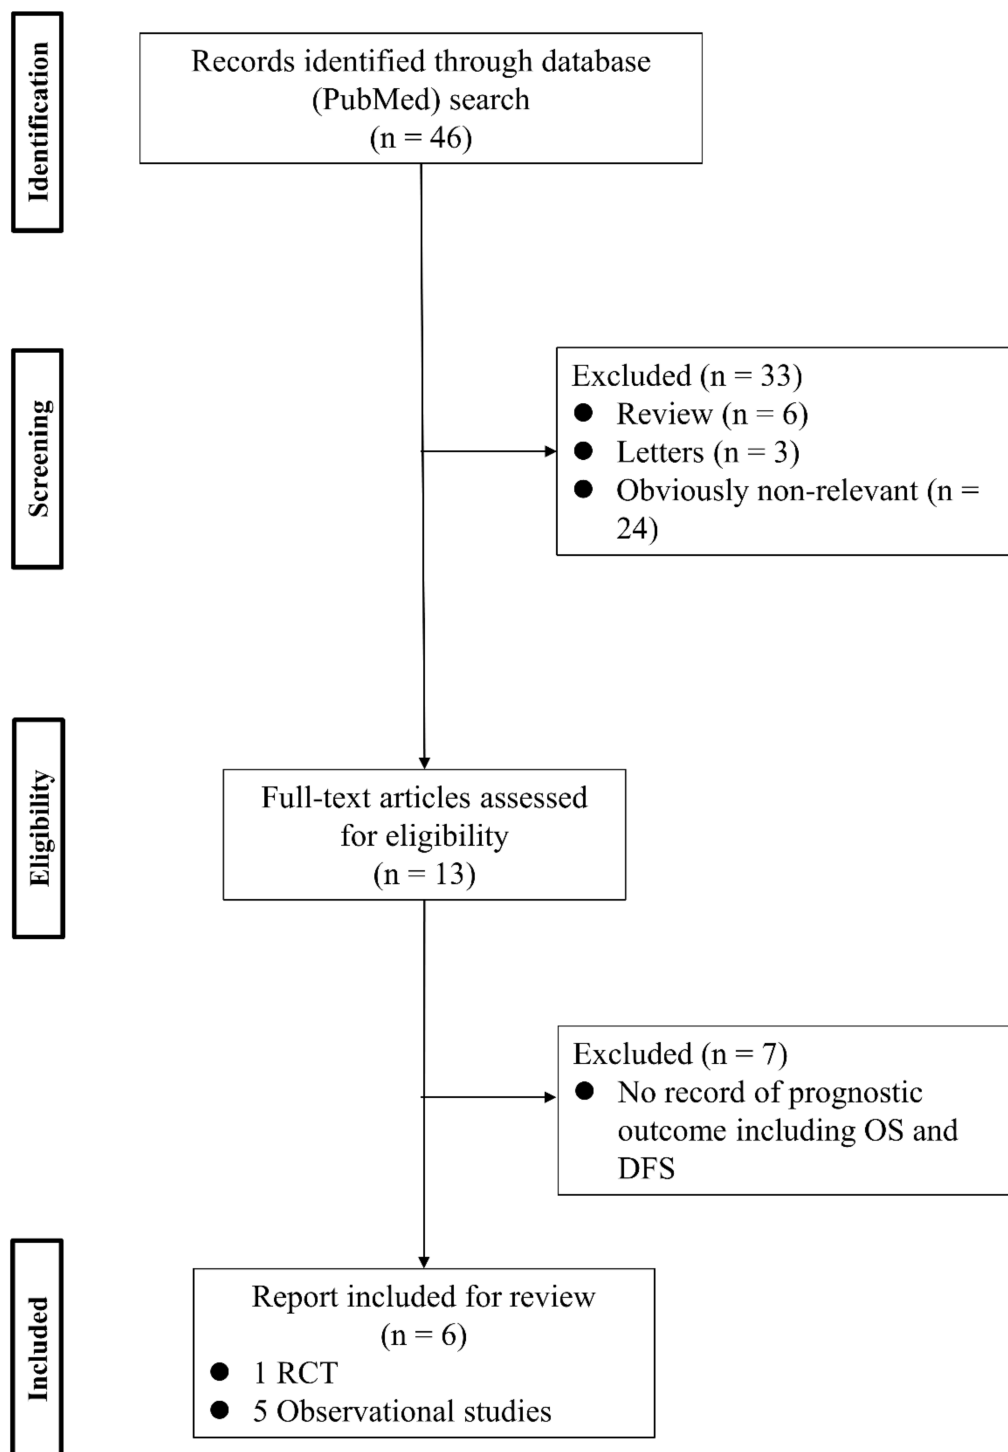 Identification
Records identified through database
(PubMed) search
(n = 46)
Screening
Excluded (n = 33)
● Review (n = 6)
● Letters (n = 3)
● Obviously non-relevant (n =
24)
Eligibility
Full-text articles assessed
for eligibility
(n = 13)
Excluded (n = 7)
● No record of prognostic
outcome including OS and
DFS
Included
Report included for review
(n = 6)
● 1 RCT
● 5 Observational studies